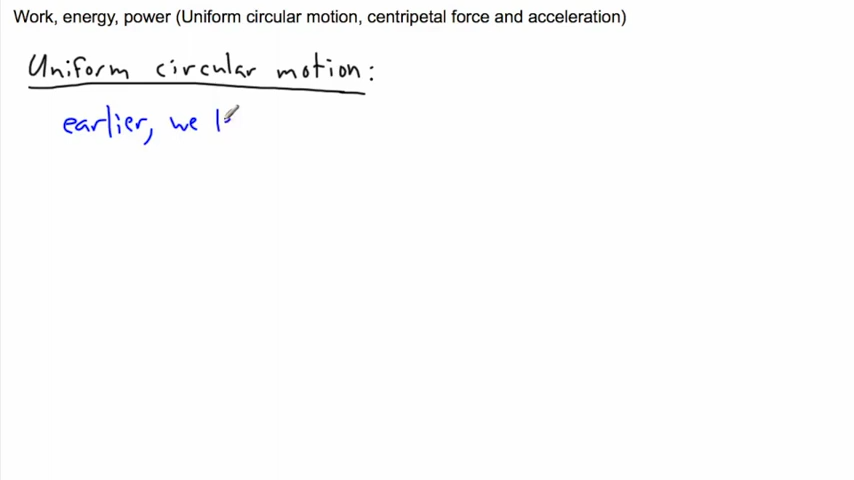 Work, energy, power (Uniform circular motion, centripetal force and acceleration)
Uniform circular motion:
earlier, we